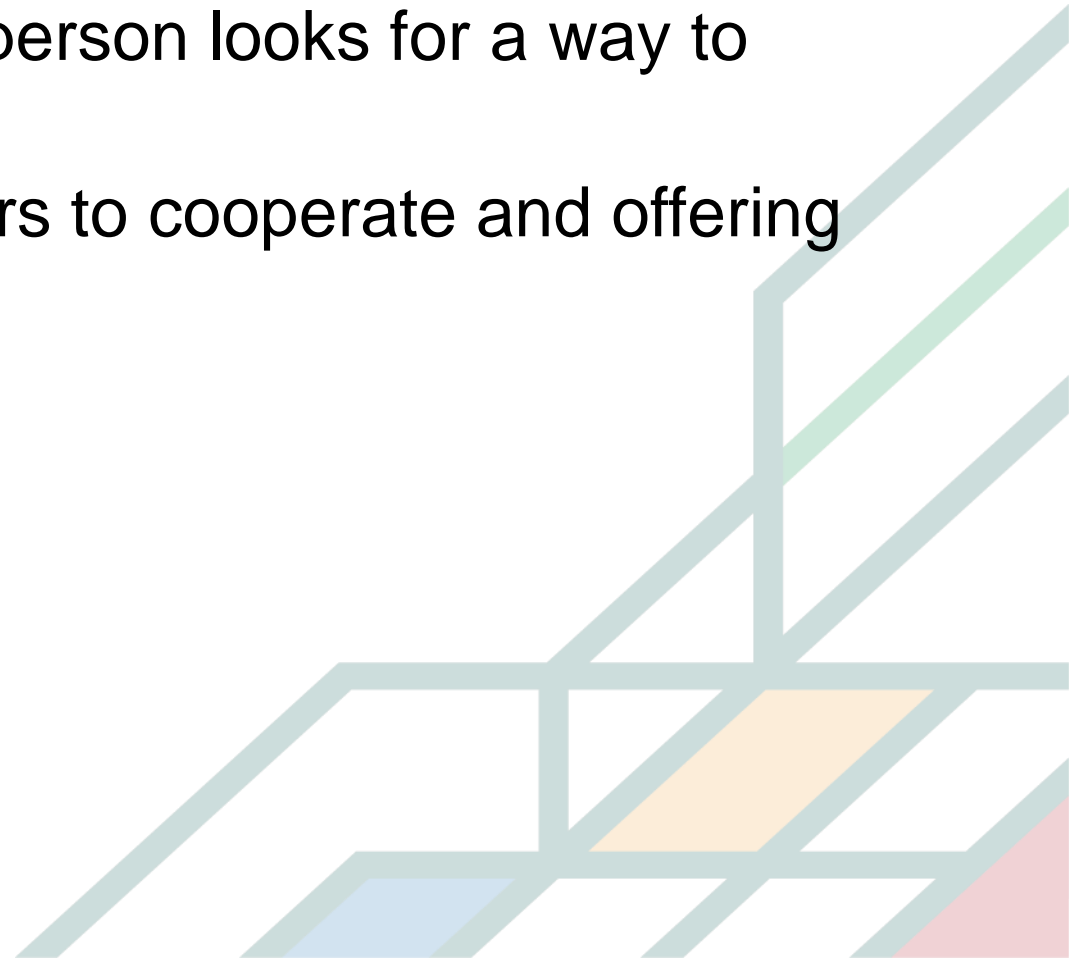 person looks for a way to
rs to cooperate and offering